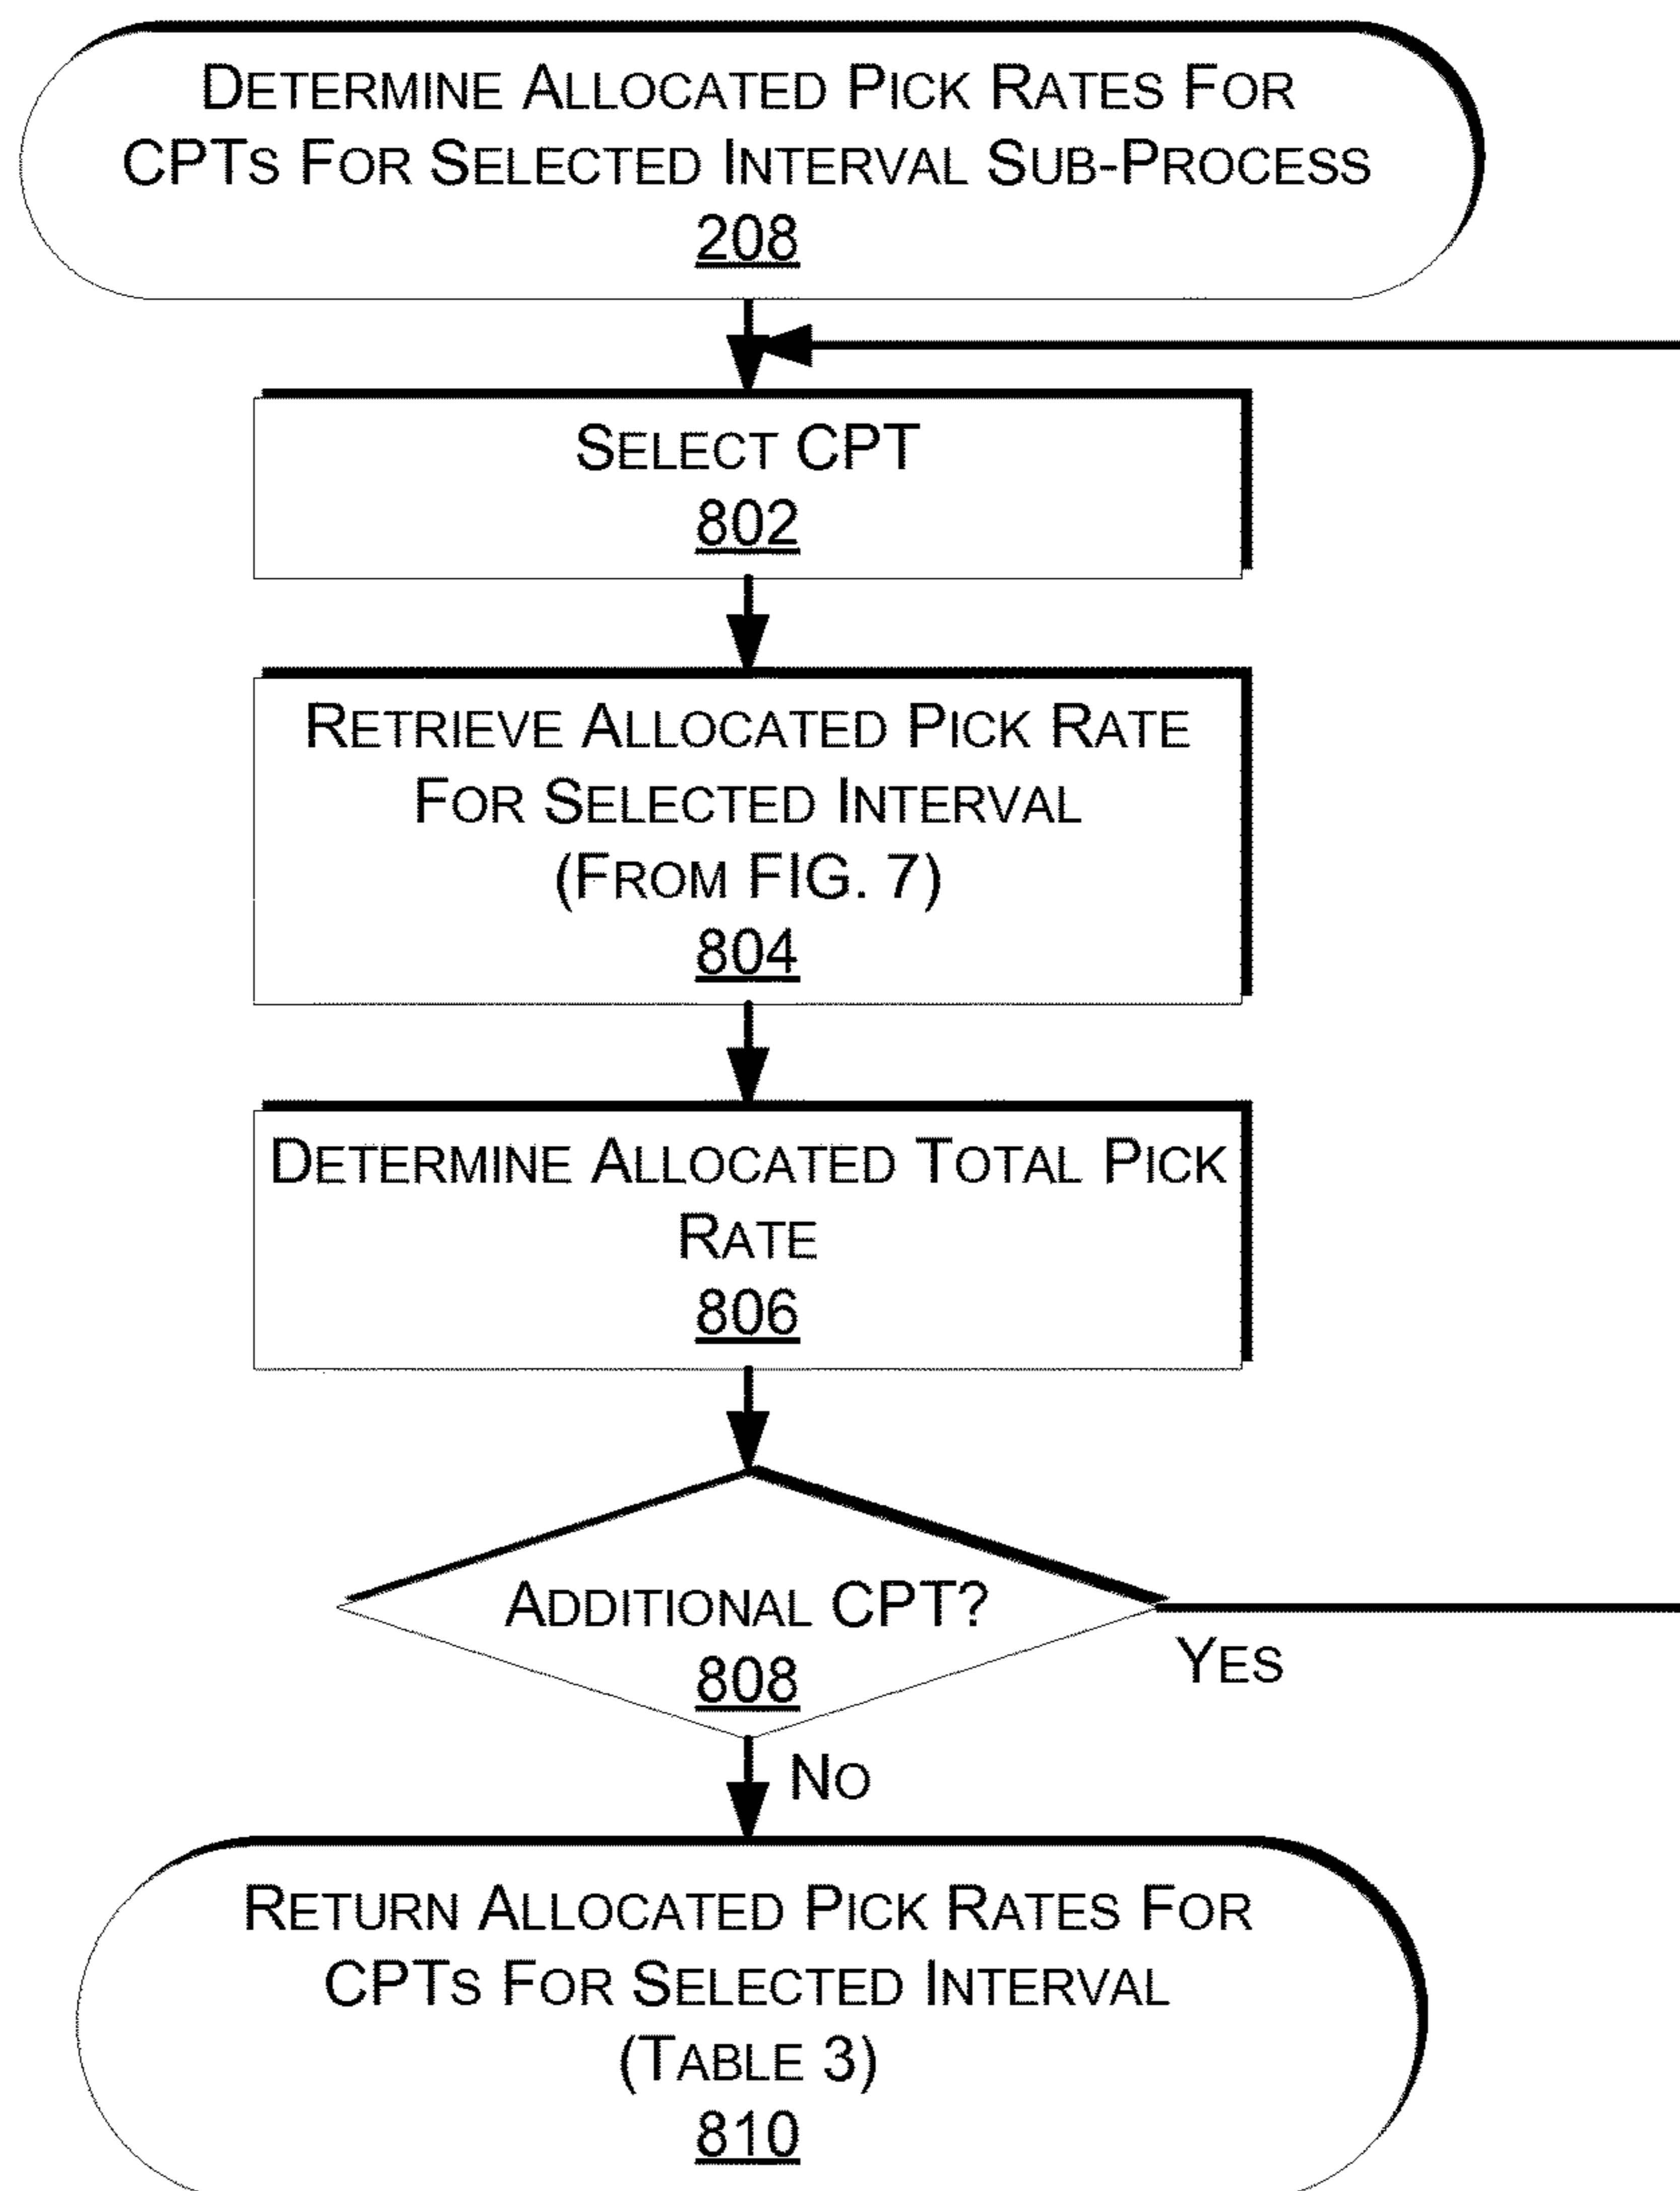 DETERMINE ALLOCATED PICK RATES FOR
CPTS FOR SELECTED INTERVAL SUB-PROCESS
208
SELECT CPT
802
RETRIEVE ALLOCATED PICK RATE
FOR SELECTED INTERVAL
(FROM FIG. 7)
804
DETERMINE ALLOCATED TOTAL PICK
RATE
806
ADDITIONAL CPT?
808
YES
NO
RETURN ALLOCATED PICK RATES FOR
CPTS FOR SELECTED INTERVAL
(TABLE 3)
810